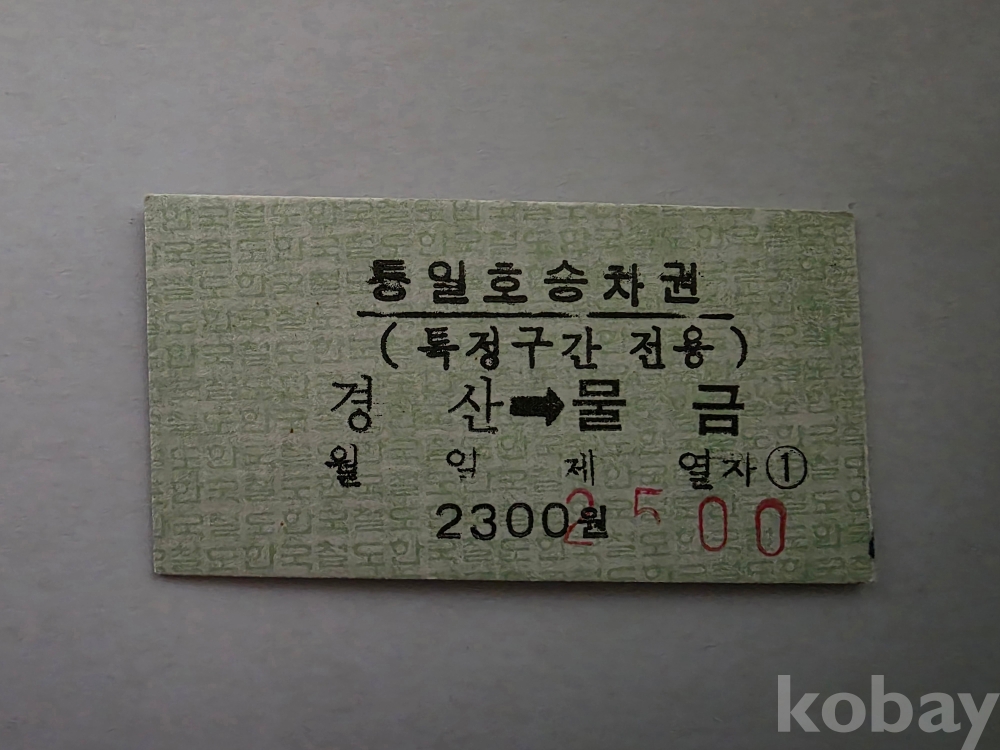 통일호승차권
(특정구간 전용)
경 산➡물 금
월 일 제 열차①
2300원
2500
kobay